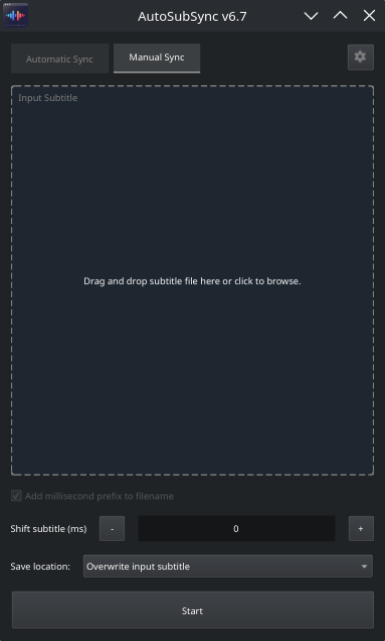 AutoSubSync v6.7
Automatic Sync
Manual Sync
Input Subtitle
Drag and drop subtitle file here or click to browse.
Add millisecond prefix to filename
Shift subtitle (ms)
-
0
+
Save location:
Overwrite input subtitle
Start